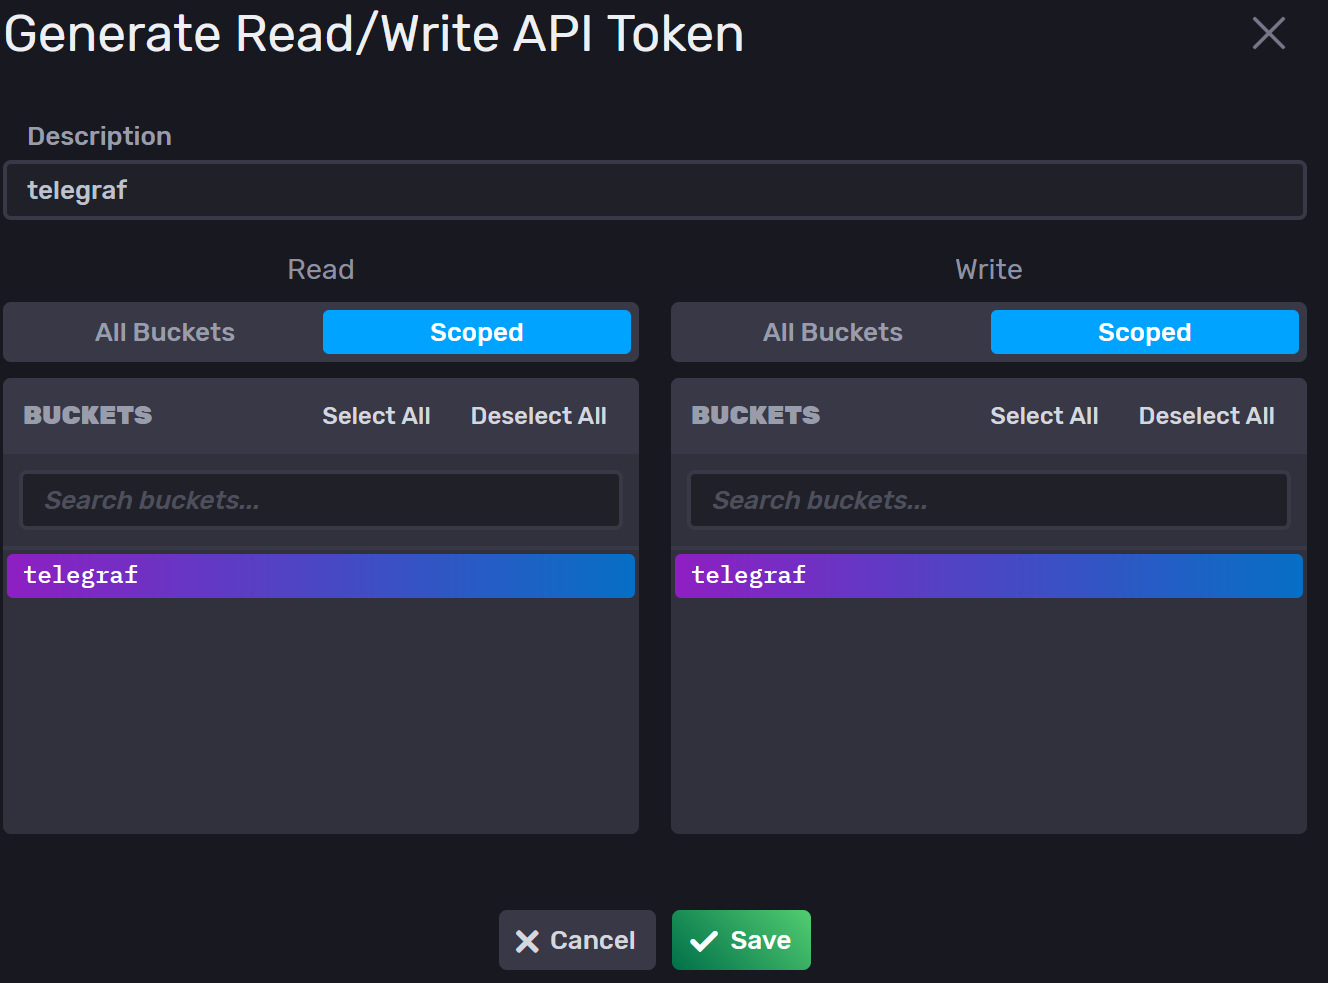 Generate Read/Write API Token
Description
telegraf
Read
All Buckets Scoped
BUCKETS Select All Deselect All
Search buckets...
telegraf
Write
All Buckets Scoped
BUCKETS Select All Deselect All
Search buckets...
telegraf
Cancel Save